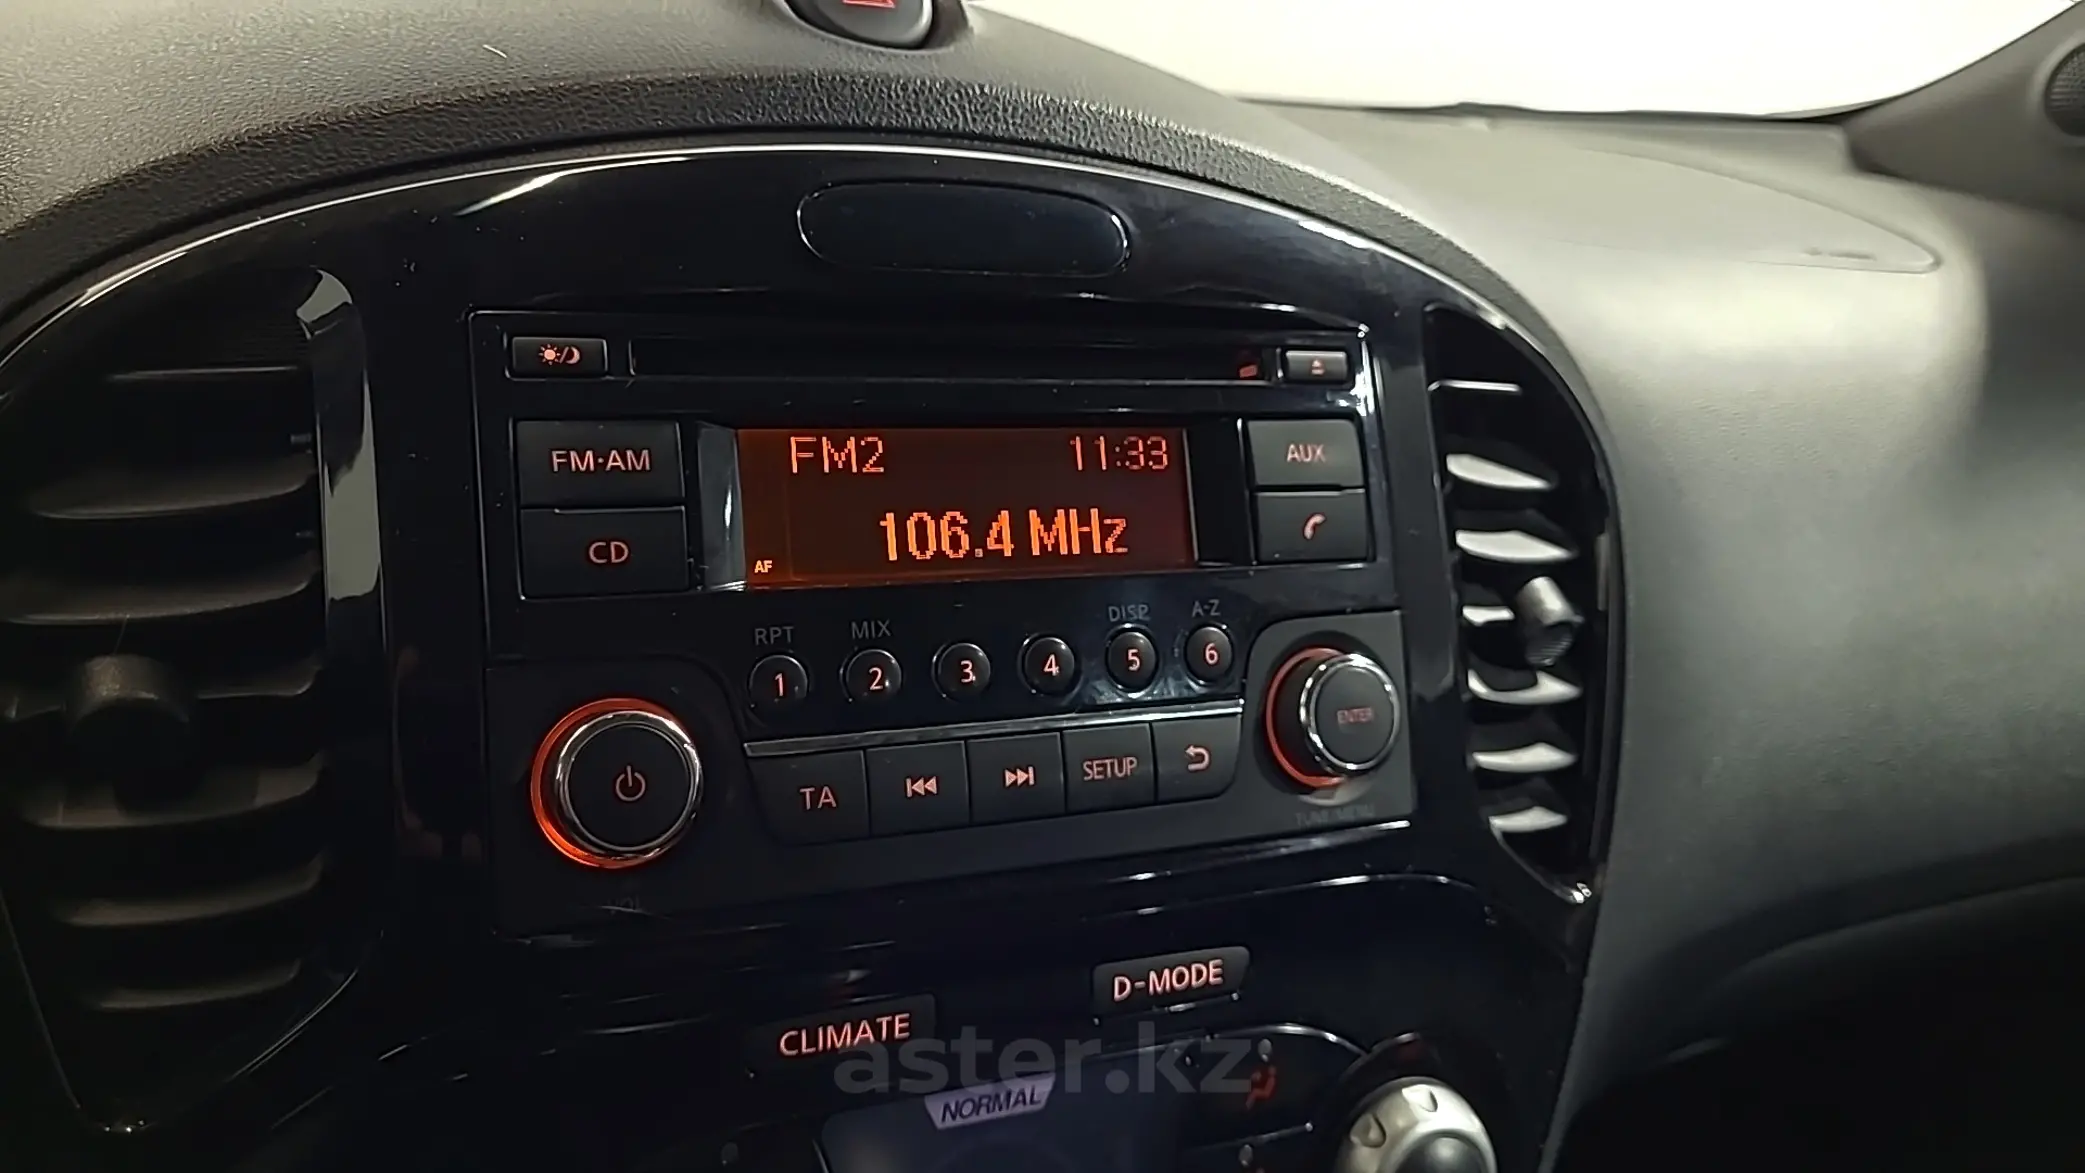 FM·AM
CD
FM2 11:33
106.4 MHz
AF
AUX
RPT MIX DISP A-Z
1 2 3 4 5 6
TA SETUP
ENTER
VOL
D-MODE
CLIMATE
aster.kz
NORMAL